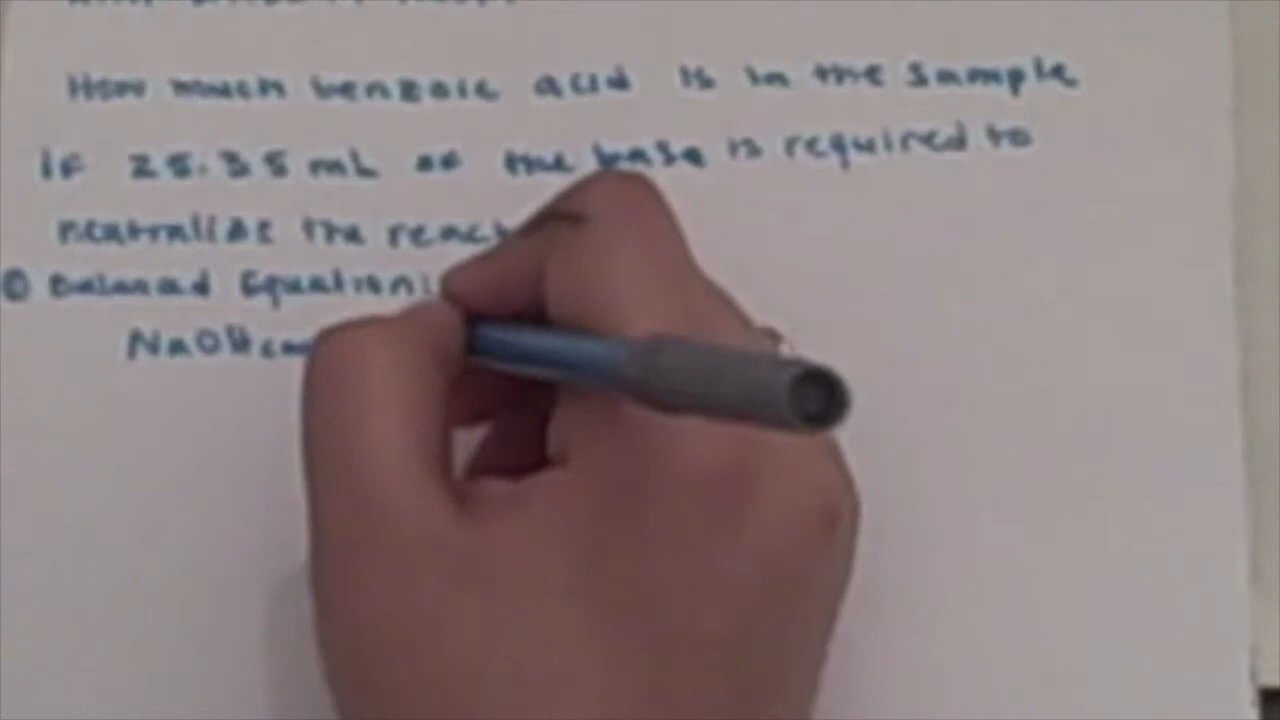 How much benzoic acid is in the sample
if 25.35 mL of the base is required to
neutralize the reac
① Balanced Equation:
NaOH